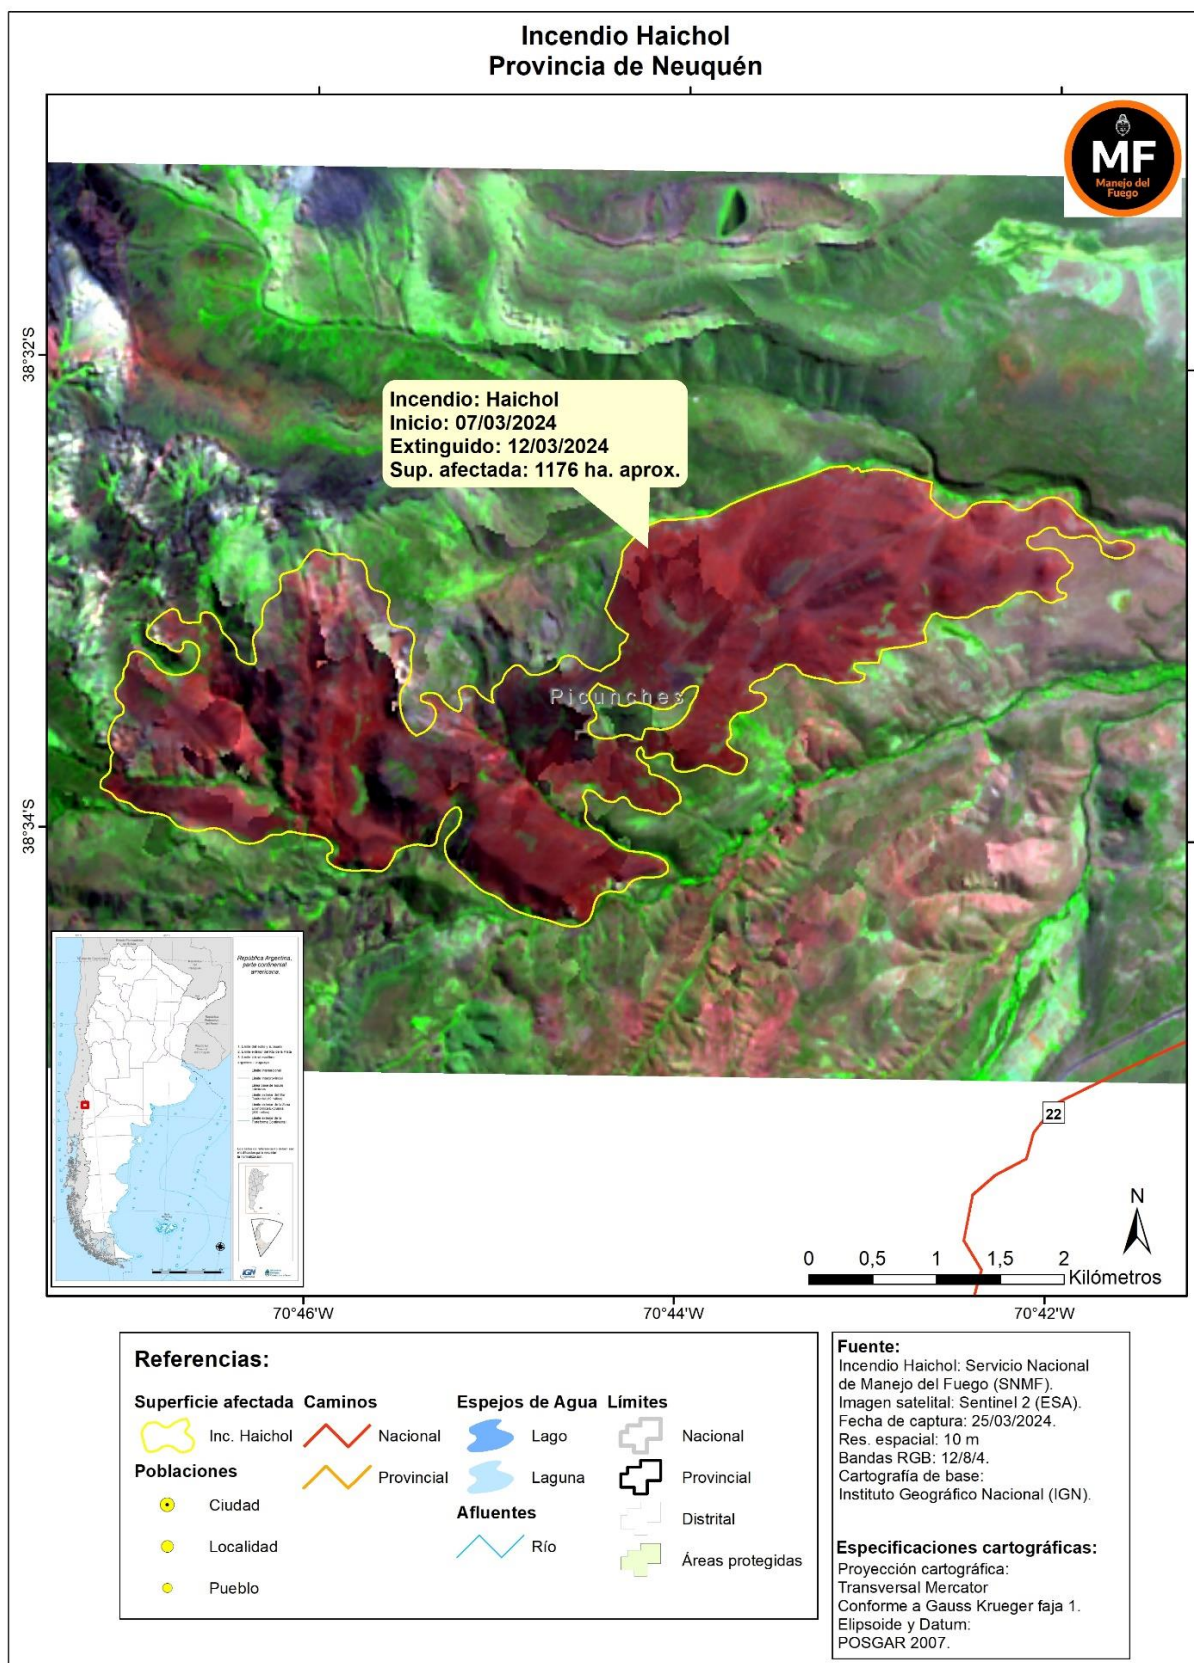 Incendio Haichol
Provincia de Neuquén
MF
Manejo del
Fuego
38°32'S
Incendio: Haichol
Inicio: 07/03/2024
Extinguido: 12/03/2024
Sup. afectada: 1176 ha. aprox.
Picunches
38°34'S
República Argentina,
parte continental
americana.
IGN
22
N
0 0,5 1 1,5 2
Kilómetros
70°46'W 70°44'W 70°42'W
Referencias:
Superficie afectada
Inc. Haichol
Poblaciones
Ciudad
Localidad
Pueblo
Caminos
Nacional
Provincial
Espejos de Agua
Lago
Laguna
Afluentes
Río
Límites
Nacional
Provincial
Distrital
Áreas protegidas
Fuente:
Incendio Haichol: Servicio Nacional
de Manejo del Fuego (SNMF).
Imagen satelital: Sentinel 2 (ESA).
Fecha de captura: 25/03/2024.
Res. espacial: 10 m
Bandas RGB: 12/8/4.
Cartografía de base:
Instituto Geográfico Nacional (IGN).
Especificaciones cartográficas:
Proyección cartográfica:
Transversal Mercator
Conforme a Gauss Krueger faja 1.
Elipsoide y Datum:
POSGAR 2007.